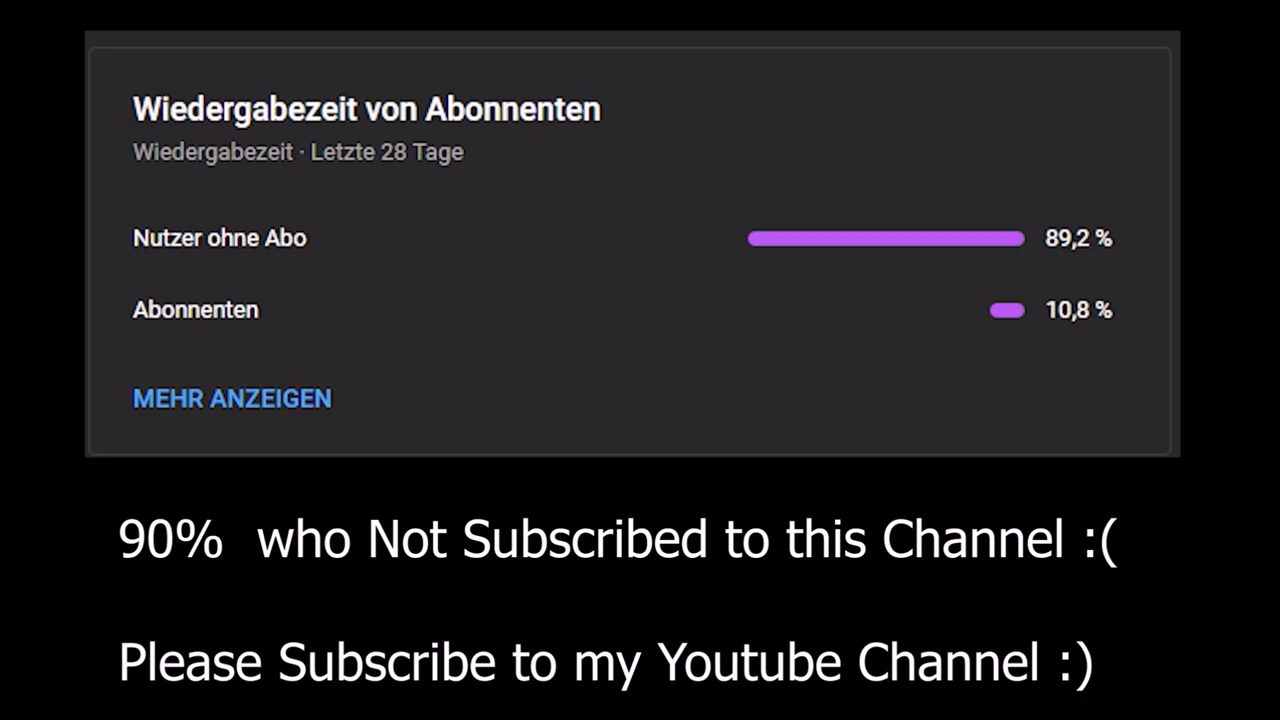 Wiedergabezeit von Abonnenten
Wiedergabezeit · Letzte 28 Tage
Nutzer ohne Abo 89,2 %
Abonnenten 10,8 %
MEHR ANZEIGEN
90% who Not Subscribed to this Channel :(
Please Subscribe to my Youtube Channel :)